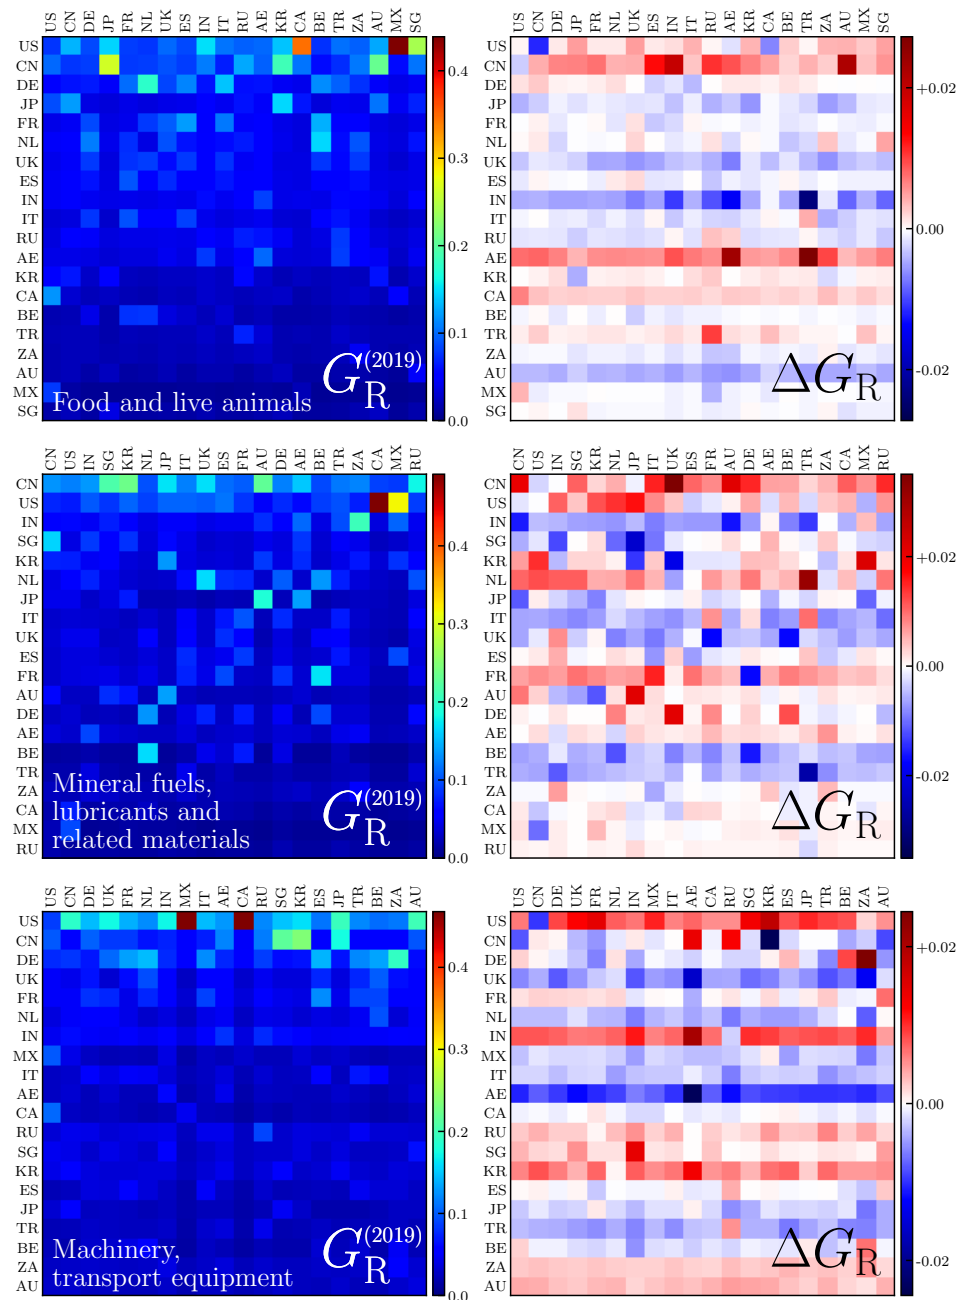 US CN DE JP FR NL UK ES IN IT RU AE KR CA BE TR ZA AU MX SG
US
CN
DE
JP
FR
NL
UK
ES
IN
IT
RU
AE
KR
CA
BE
TR
ZA
AU
MX
SG
Food and live animals
G_R^(2019)
0.4
0.3
0.2
0.1
0.0
US CN DE JP FR NL UK ES IN IT RU AE KR CA BE TR ZA AU MX SG
US
CN
DE
JP
FR
NL
UK
ES
IN
IT
RU
AE
KR
CA
BE
TR
ZA
AU
MX
SG
ΔG_R
+0.02
0.00
-0.02
CN US IN SG KR NL JP IT UK ES FR AU DE AE BE TR ZA CA MX RU
CN
US
IN
SG
KR
NL
JP
IT
UK
ES
FR
AU
DE
AE
BE
TR
ZA
CA
MX
RU
Mineral fuels,
lubricants and
related materials
G_R^(2019)
0.4
0.3
0.2
0.1
0.0
CN US IN SG KR NL JP IT UK ES FR AU DE AE BE TR ZA CA MX RU
CN
US
IN
SG
KR
NL
JP
IT
UK
ES
FR
AU
DE
AE
BE
TR
ZA
CA
MX
RU
ΔG_R
+0.02
0.00
-0.02
US CN DE UK FR NL IN MX IT AE CA RU SG KR ES JP TR BE ZA AU
US
CN
DE
UK
FR
NL
IN
MX
IT
AE
CA
RU
SG
KR
ES
JP
TR
BE
ZA
AU
Machinery,
transport equipment
G_R^(2019)
0.4
0.3
0.2
0.1
0.0
US CN DE UK FR NL IN MX IT AE CA RU SG KR ES JP TR BE ZA AU
US
CN
DE
UK
FR
NL
IN
MX
IT
AE
CA
RU
SG
KR
ES
JP
TR
BE
ZA
AU
ΔG_R
+0.02
0.00
-0.02